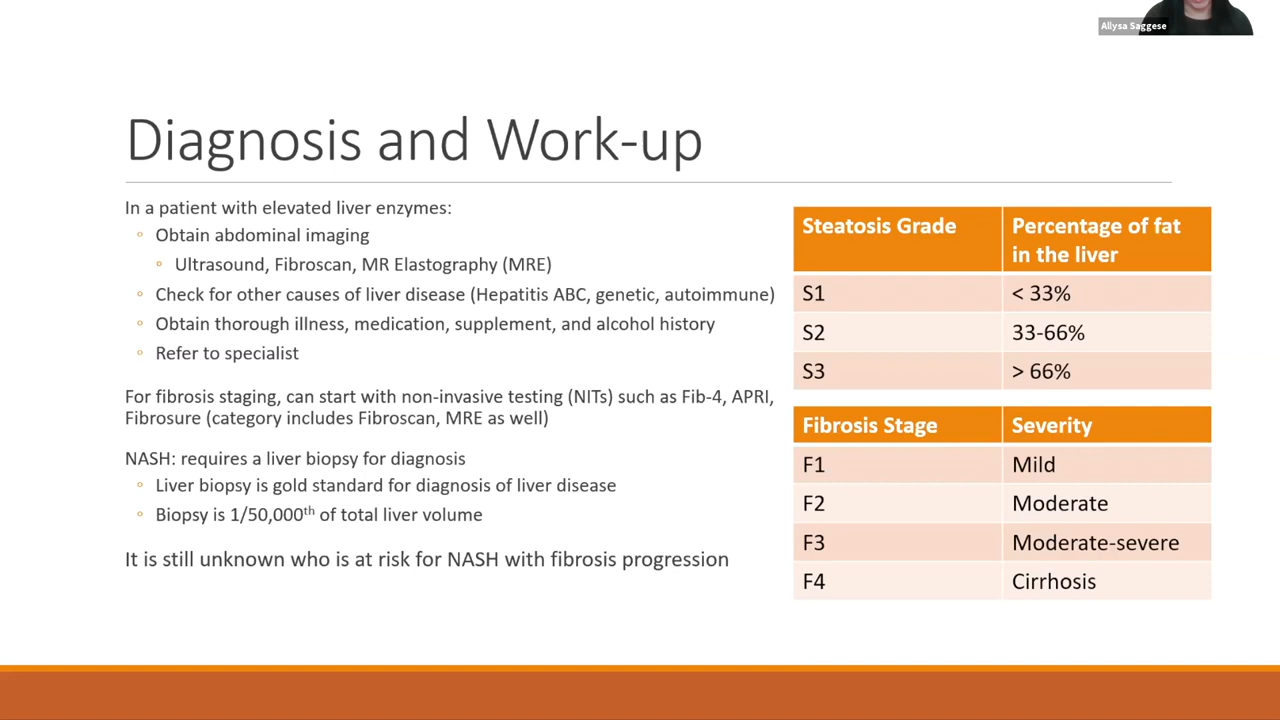 Allysa Saggese
Diagnosis and Work-up
In a patient with elevated liver enzymes:
◦ Obtain abdominal imaging
◦ Ultrasound, Fibroscan, MR Elastography (MRE)
◦ Check for other causes of liver disease (Hepatitis ABC, genetic, autoimmune)
◦ Obtain thorough illness, medication, supplement, and alcohol history
◦ Refer to specialist
For fibrosis staging, can start with non-invasive testing (NITs) such as Fib-4, APRI,
Fibrosure (category includes Fibroscan, MRE as well)
NASH: requires a liver biopsy for diagnosis
◦ Liver biopsy is gold standard for diagnosis of liver disease
◦ Biopsy is 1/50,000th of total liver volume
It is still unknown who is at risk for NASH with fibrosis progression
Steatosis Grade Percentage of fat
in the liver
S1 < 33%
S2 33-66%
S3 > 66%
Fibrosis Stage Severity
F1 Mild
F2 Moderate
F3 Moderate-severe
F4 Cirrhosis